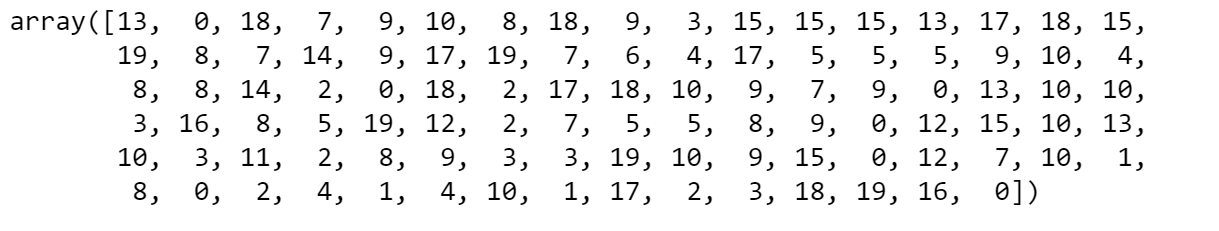 array([13,  0, 18,  7,  9, 10,  8, 18,  9,  3, 15, 15, 15, 13, 17, 18, 15,
       19,  8,  7, 14,  9, 17, 19,  7,  6,  4, 17,  5,  5,  5,  9, 10,  4,
        8,  8, 14,  2,  0, 18,  2, 17, 18, 10,  9,  7,  9,  0, 13, 10, 10,
        3, 16,  8,  5, 19, 12,  2,  7,  5,  5,  8,  9,  0, 12, 15, 10, 13,
       10,  3, 11,  2,  8,  9,  3,  3, 19, 10,  9, 15,  0, 12,  7, 10,  1,
        8,  0,  2,  4,  1,  4, 10,  1, 17,  2,  3, 18, 19, 16,  0])